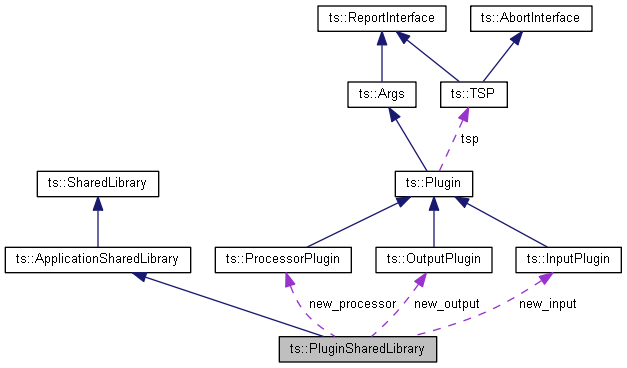 ts::ReportInterface
ts::AbortInterface
ts::Args
ts::TSP
tsp
ts::SharedLibrary
ts::Plugin
ts::ApplicationSharedLibrary
ts::ProcessorPlugin
ts::OutputPlugin
ts::InputPlugin
new_processor
new_output
new_input
ts::PluginSharedLibrary